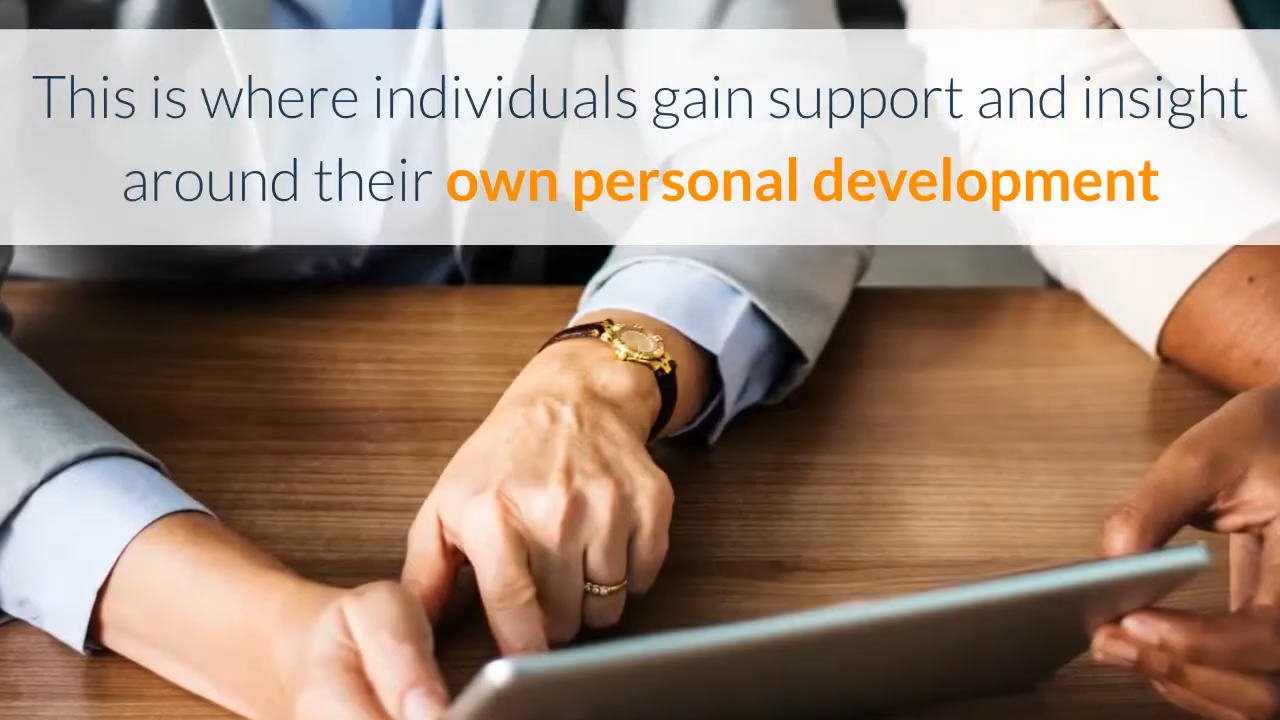 This is where individuals gain support and insight
around their own personal development